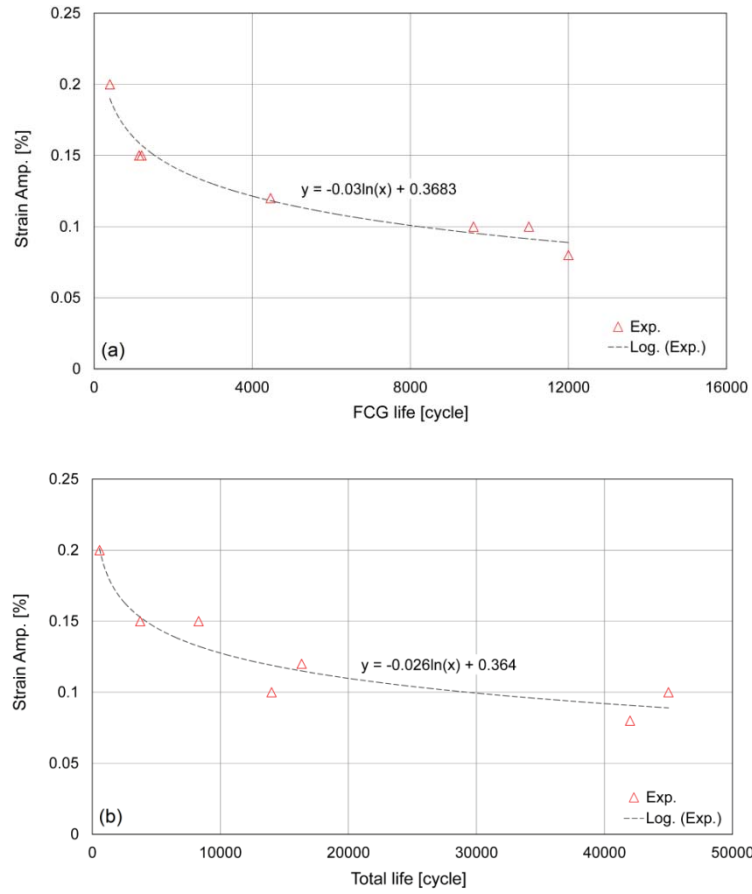 0.25
0.2
0.15
0.1
0.05
0
Strain Amp. [%]
y = -0.03ln(x) + 0.3683
Exp.
Log. (Exp.)
(a)
0 4000 8000 12000 16000
FCG life [cycle]
0.25
0.2
0.15
0.1
0.05
0
Strain Amp. [%]
y = -0.026ln(x) + 0.364
Exp.
Log. (Exp.)
(b)
0 10000 20000 30000 40000 50000
Total life [cycle]